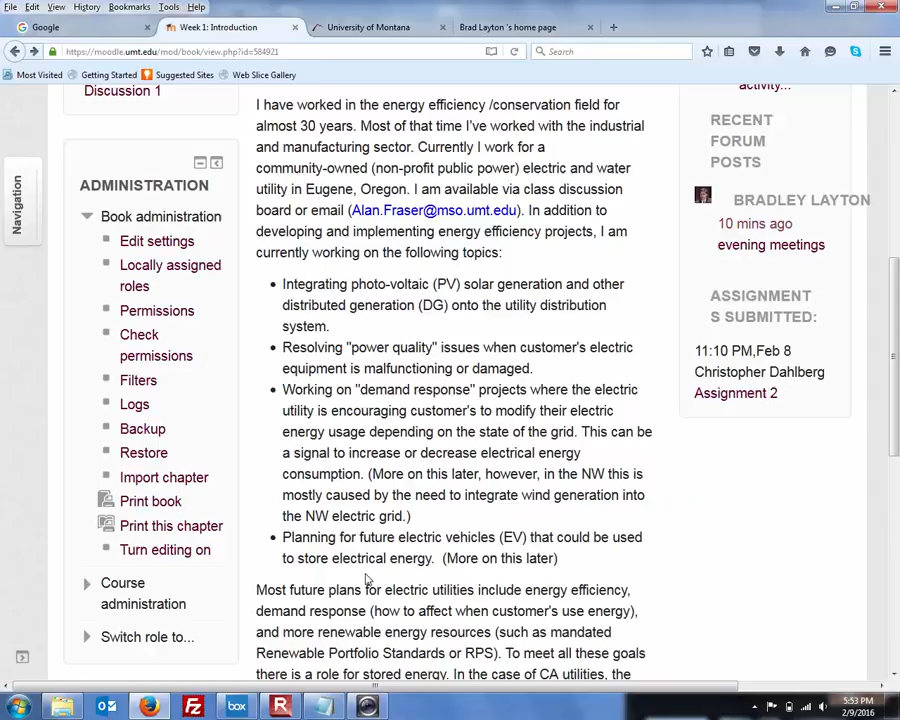 File Edit View History Bookmarks Tools Help
Google
Week 1: Introduction
University of Montana
Brad Layton 's home page
https://moodle.umt.edu/mod/book/view.php?id=584921
Search
Most Visited Getting Started Suggested Sites Web Slice Gallery
Navigation
Discussion 1
ADMINISTRATION
Book administration
Edit settings
Locally assigned
roles
Permissions
Check
permissions
Filters
Logs
Backup
Restore
Import chapter
Print book
Print this chapter
Turn editing on
Course
administration
Switch role to...
I have worked in the energy efficiency /conservation field for
almost 30 years. Most of that time I've worked with the industrial
and manufacturing sector. Currently I work for a
community-owned (non-profit public power) electric and water
utility in Eugene, Oregon. I am available via class discussion
board or email (Alan.Fraser@mso.umt.edu). In addition to
developing and implementing energy efficiency projects, I am
currently working on the following topics:
Integrating photo-voltaic (PV) solar generation and other
distributed generation (DG) onto the utility distribution
system.
Resolving "power quality" issues when customer's electric
equipment is malfunctioning or damaged.
Working on "demand response" projects where the electric
utility is encouraging customer's to modify their electric
energy usage depending on the state of the grid. This can be
a signal to increase or decrease electrical energy
consumption. (More on this later, however, in the NW this is
mostly caused by the need to integrate wind generation into
the NW electric grid.)
Planning for future electric vehicles (EV) that could be used
to store electrical energy. (More on this later)
Most future plans for electric utilities include energy efficiency,
demand response (how to affect when customer's use energy),
and more renewable energy resources (such as mandated
Renewable Portfolio Standards or RPS). To meet all these goals
there is a role for stored energy. In the case of CA utilities, the
activity...
RECENT
FORUM
POSTS
BRADLEY LAYTON
10 mins ago
evening meetings
ASSIGNMENT
S SUBMITTED:
11:10 PM,Feb 8
Christopher Dahlberg
Assignment 2
box
5:53 PM
2/9/2016